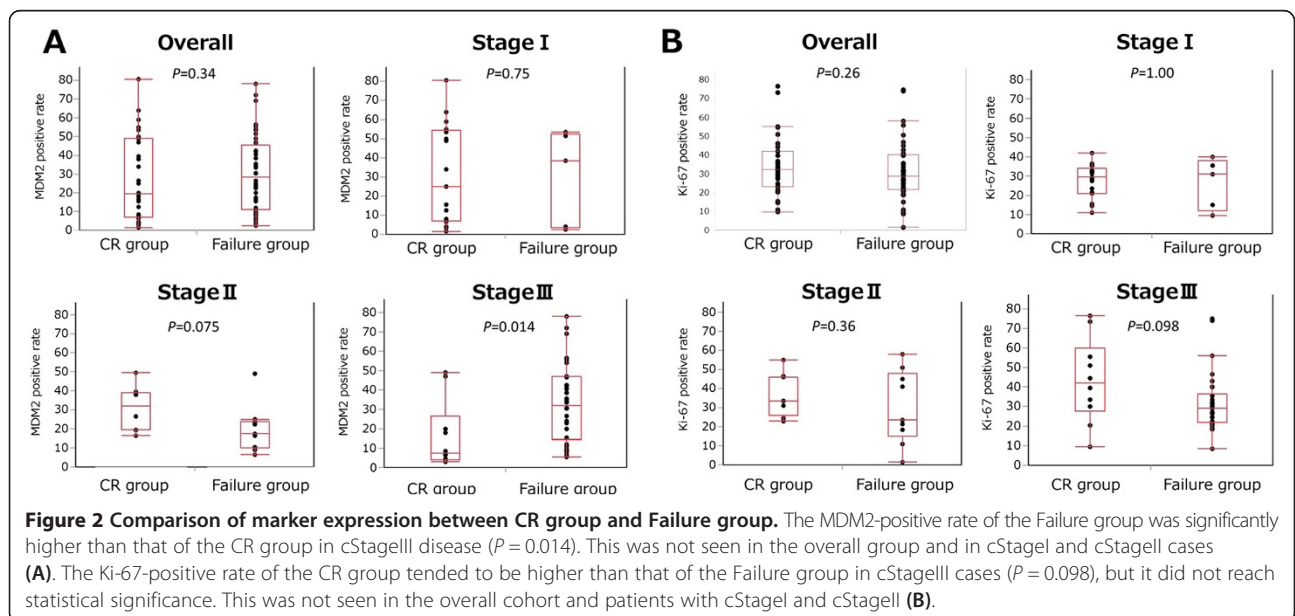 A
Overall
P=0.34
MDM2 positive rate
80
70
60
50
40
30
20
10
0
CR group
Failure group
Stage I
P=0.75
MDM2 positive rate
80
70
60
50
40
30
20
10
0
CR group
Failure group
Stage II
P=0.075
MDM2 positive rate
80
70
60
50
40
30
20
10
0
CR group
Failure group
Stage III
P=0.014
MDM2 positive rate
80
70
60
50
40
30
20
10
0
CR group
Failure group
B
Overall
P=0.26
Ki-67 positive rate
80
70
60
50
40
30
20
10
0
CR group
Failure group
Stage I
P=1.00
Ki-67 positive rate
80
70
60
50
40
30
20
10
0
CR group
Failure group
Stage II
P=0.36
Ki-67 positive rate
80
70
60
50
40
30
20
10
0
CR group
Failure group
Stage III
P=0.098
Ki-67 positive rate
80
70
60
50
40
30
20
10
0
CR group
Failure group
Figure 2 Comparison of marker expression between CR group and Failure group. The MDM2-positive rate of the Failure group was significantly
higher than that of the CR group in cStageIII disease (P = 0.014). This was not seen in the overall group and in cStageI and cStageII cases
(A). The Ki-67-positive rate of the CR group tended to be higher than that of the Failure group in cStageIII cases (P = 0.098), but it did not reach
statistical significance. This was not seen in the overall cohort and patients with cStageI and cStageII (B).